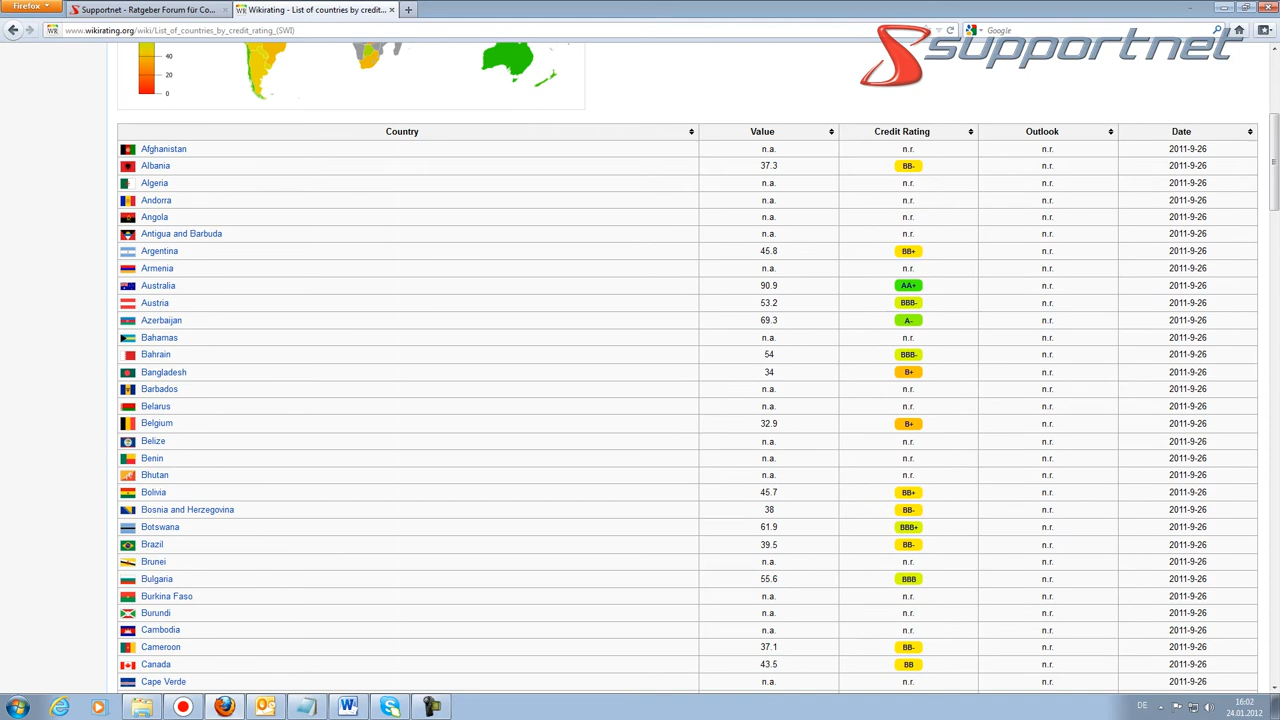 Firefox
Supportnet - Ratgeber Forum für Co...
Wikirating - List of countries by credit...
www.wikirating.org/wiki/List_of_countries_by_credit_rating_(SWI)
Google
supportnet
40
20
0
Country Value Credit Rating Outlook Date
Afghanistan n.a. n.r. n.r. 2011-9-26
Albania 37.3 BB- n.r. 2011-9-26
Algeria n.a. n.r. n.r. 2011-9-26
Andorra n.a. n.r. n.r. 2011-9-26
Angola n.a. n.r. n.r. 2011-9-26
Antigua and Barbuda n.a. n.r. n.r. 2011-9-26
Argentina 45.8 BB+ n.r. 2011-9-26
Armenia n.a. n.r. n.r. 2011-9-26
Australia 90.9 AA+ n.r. 2011-9-26
Austria 53.2 BBB- n.r. 2011-9-26
Azerbaijan 69.3 A- n.r. 2011-9-26
Bahamas n.a. n.r. n.r. 2011-9-26
Bahrain 54 BBB- n.r. 2011-9-26
Bangladesh 34 B+ n.r. 2011-9-26
Barbados n.a. n.r. n.r. 2011-9-26
Belarus n.a. n.r. n.r. 2011-9-26
Belgium 32.9 B+ n.r. 2011-9-26
Belize n.a. n.r. n.r. 2011-9-26
Benin n.a. n.r. n.r. 2011-9-26
Bhutan n.a. n.r. n.r. 2011-9-26
Bolivia 45.7 BB+ n.r. 2011-9-26
Bosnia and Herzegovina 38 BB- n.r. 2011-9-26
Botswana 61.9 BBB+ n.r. 2011-9-26
Brazil 39.5 BB- n.r. 2011-9-26
Brunei n.a. n.r. n.r. 2011-9-26
Bulgaria 55.6 BBB n.r. 2011-9-26
Burkina Faso n.a. n.r. n.r. 2011-9-26
Burundi n.a. n.r. n.r. 2011-9-26
Cambodia n.a. n.r. n.r. 2011-9-26
Cameroon 37.1 BB- n.r. 2011-9-26
Canada 43.5 BB n.r. 2011-9-26
Cape Verde n.a. n.r. n.r. 2011-9-26
DE
16:02
24.01.2012